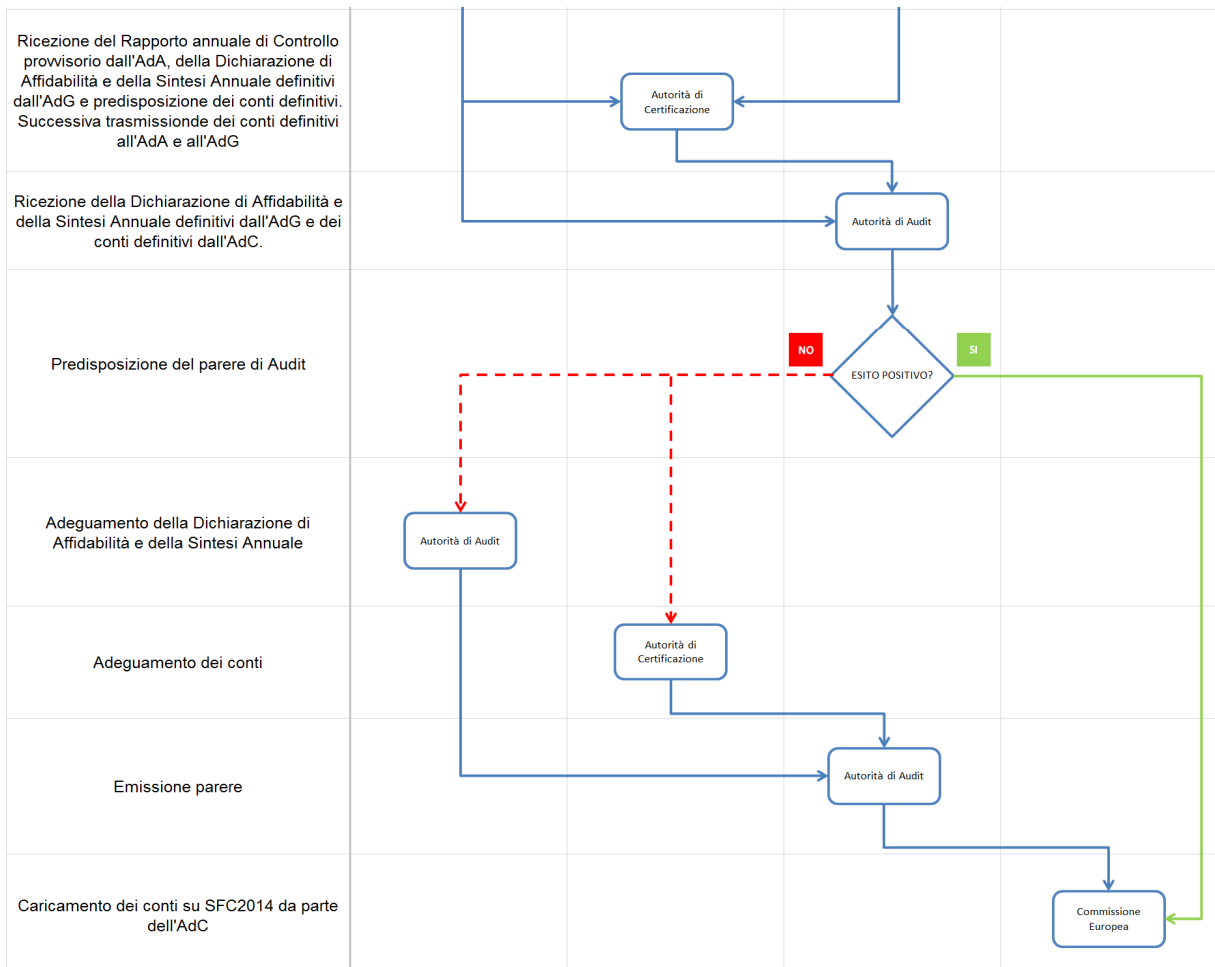 Ricezione del Rapporto annuale di Controllo
provvisorio dall'AdA, della Dichiarazione di
Affidabilità e della Sintesi Annuale definitivi
dall'AdG e predisposizione dei conti definitivi.
Successiva trasmissionde dei conti definitivi
all'AdA e all'AdG
Autorità di
Certificazione
Ricezione della Dichiarazione di Affidabilità e
della Sintesi Annuale definitivi dall'AdG e dei
conti definitivi dall'AdC.
Autorità di Audit
Predisposizione del parere di Audit
NO
ESITO POSITIVO?
SI
Adeguamento della Dichiarazione di
Affidabilità e della Sintesi Annuale
Autorità di Audit
Adeguamento dei conti
Autorità di
Certificazione
Emissione parere
Autorità di Audit
Caricamento dei conti su SFC2014 da parte
dell'AdC
Commissione
Europea